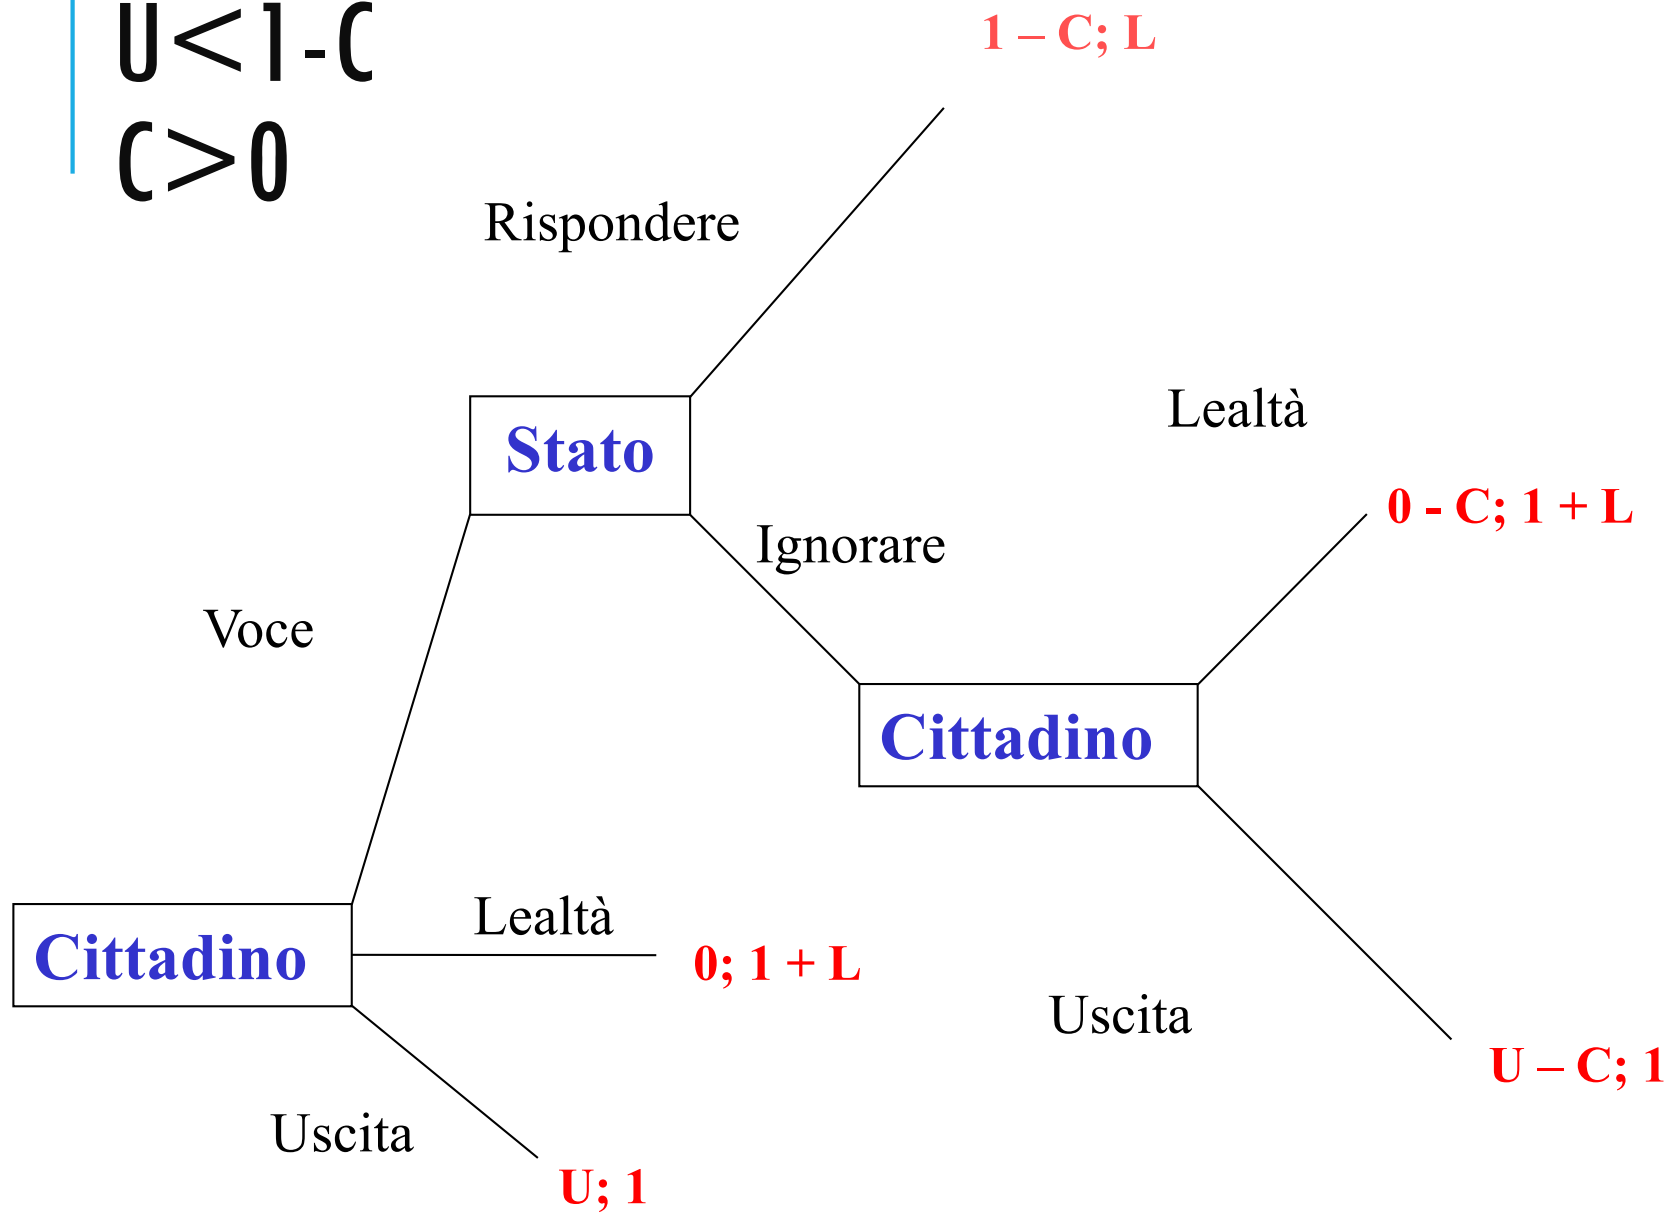 U<1-C
C>0
1 – C; L
Rispondere
Lealtà
Stato
0 - C; 1 + L
Ignorare
Voce
Cittadino
Lealtà
Cittadino
0; 1 + L
Uscita
U – C; 1
Uscita
U; 1